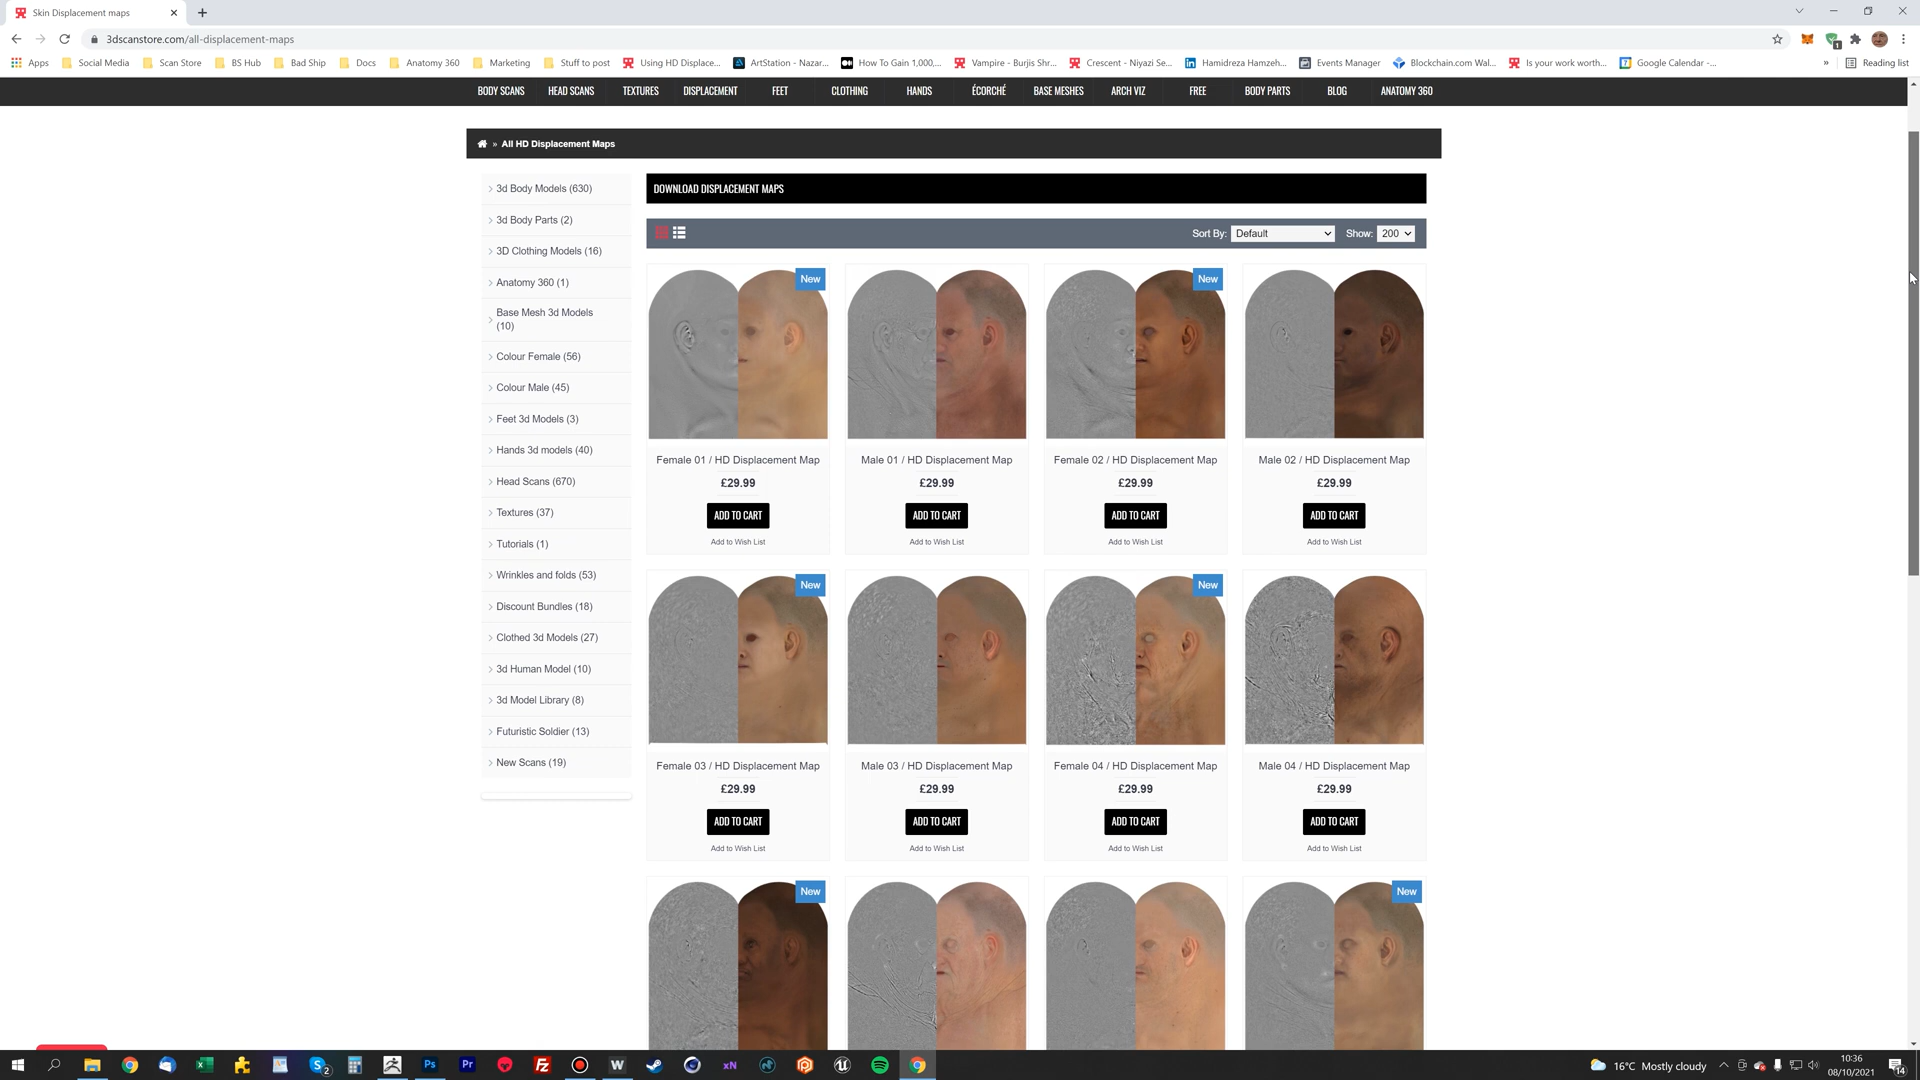 Skin Displacement maps
3dscanstore.com/all-displacement-maps
1
Apps
Social Media
Scan Store
BS Hub
Bad Ship
Docs
Anatomy 360
Marketing
Stuff to post
Using HD Displace...
ArtStation - Nazar...
How To Gain 1,000,...
Vampire - Burjis Shr...
Crescent - Niyazi Se...
Hamidreza Hamzeh...
Events Manager
Blockchain.com Wal...
Is your work worth...
Google Calendar -...
»
Reading list
BODY SCANS
HEAD SCANS
TEXTURES
DISPLACEMENT
FEET
CLOTHING
HANDS
ÉCORCHÉ
BASE MESHES
ARCH VIZ
FREE
BODY PARTS
BLOG
ANATOMY 360
» All HD Displacement Maps
3d Body Models (630)
3d Body Parts (2)
3D Clothing Models (16)
Anatomy 360 (1)
Base Mesh 3d Models
(10)
Colour Female (56)
Colour Male (45)
Feet 3d Models (3)
Hands 3d models (40)
Head Scans (670)
Textures (37)
Tutorials (1)
Wrinkles and folds (53)
Discount Bundles (18)
Clothed 3d Models (27)
3d Human Model (10)
3d Model Library (8)
Futuristic Soldier (13)
New Scans (19)
DOWNLOAD DISPLACEMENT MAPS
Sort By: Default
Show: 200
New
New
Female 01 / HD Displacement Map
Male 01 / HD Displacement Map
Female 02 / HD Displacement Map
Male 02 / HD Displacement Map
£29.99
£29.99
£29.99
£29.99
ADD TO CART
ADD TO CART
ADD TO CART
ADD TO CART
Add to Wish List
Add to Wish List
Add to Wish List
Add to Wish List
New
New
Female 03 / HD Displacement Map
Male 03 / HD Displacement Map
Female 04 / HD Displacement Map
Male 04 / HD Displacement Map
£29.99
£29.99
£29.99
£29.99
ADD TO CART
ADD TO CART
ADD TO CART
ADD TO CART
Add to Wish List
Add to Wish List
Add to Wish List
Add to Wish List
New
New
2
Ps
Pr
Fz
W
xN
16°C Mostly cloudy
10:36
08/10/2021
14